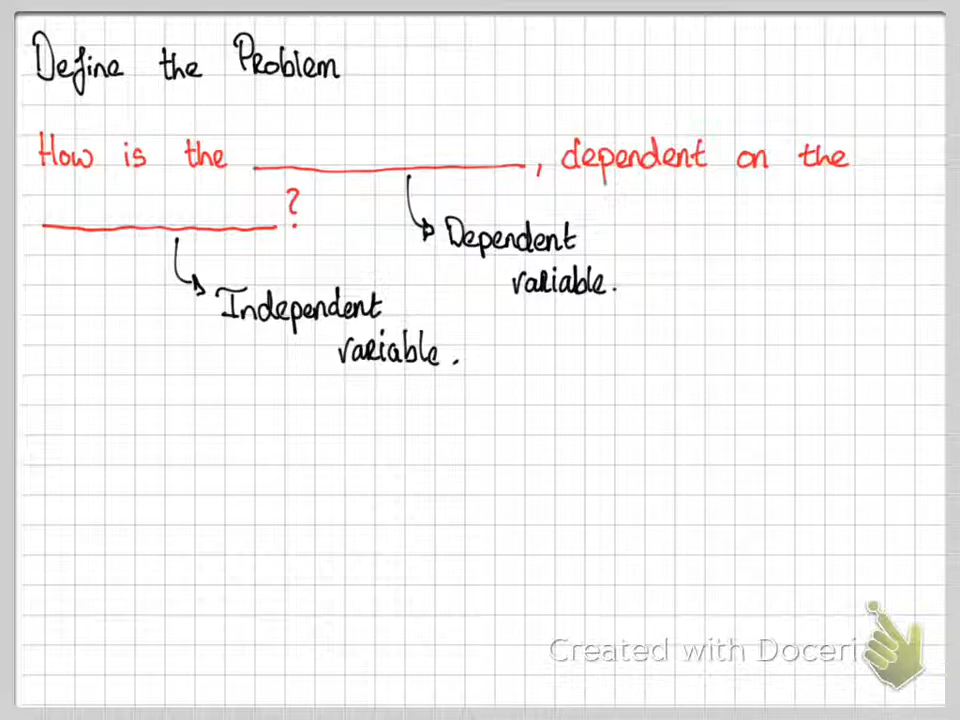 Define the Problem
How is the ____________, dependent on the
____________?
Dependent
variable.
Independent
variable.
Created with Doceri